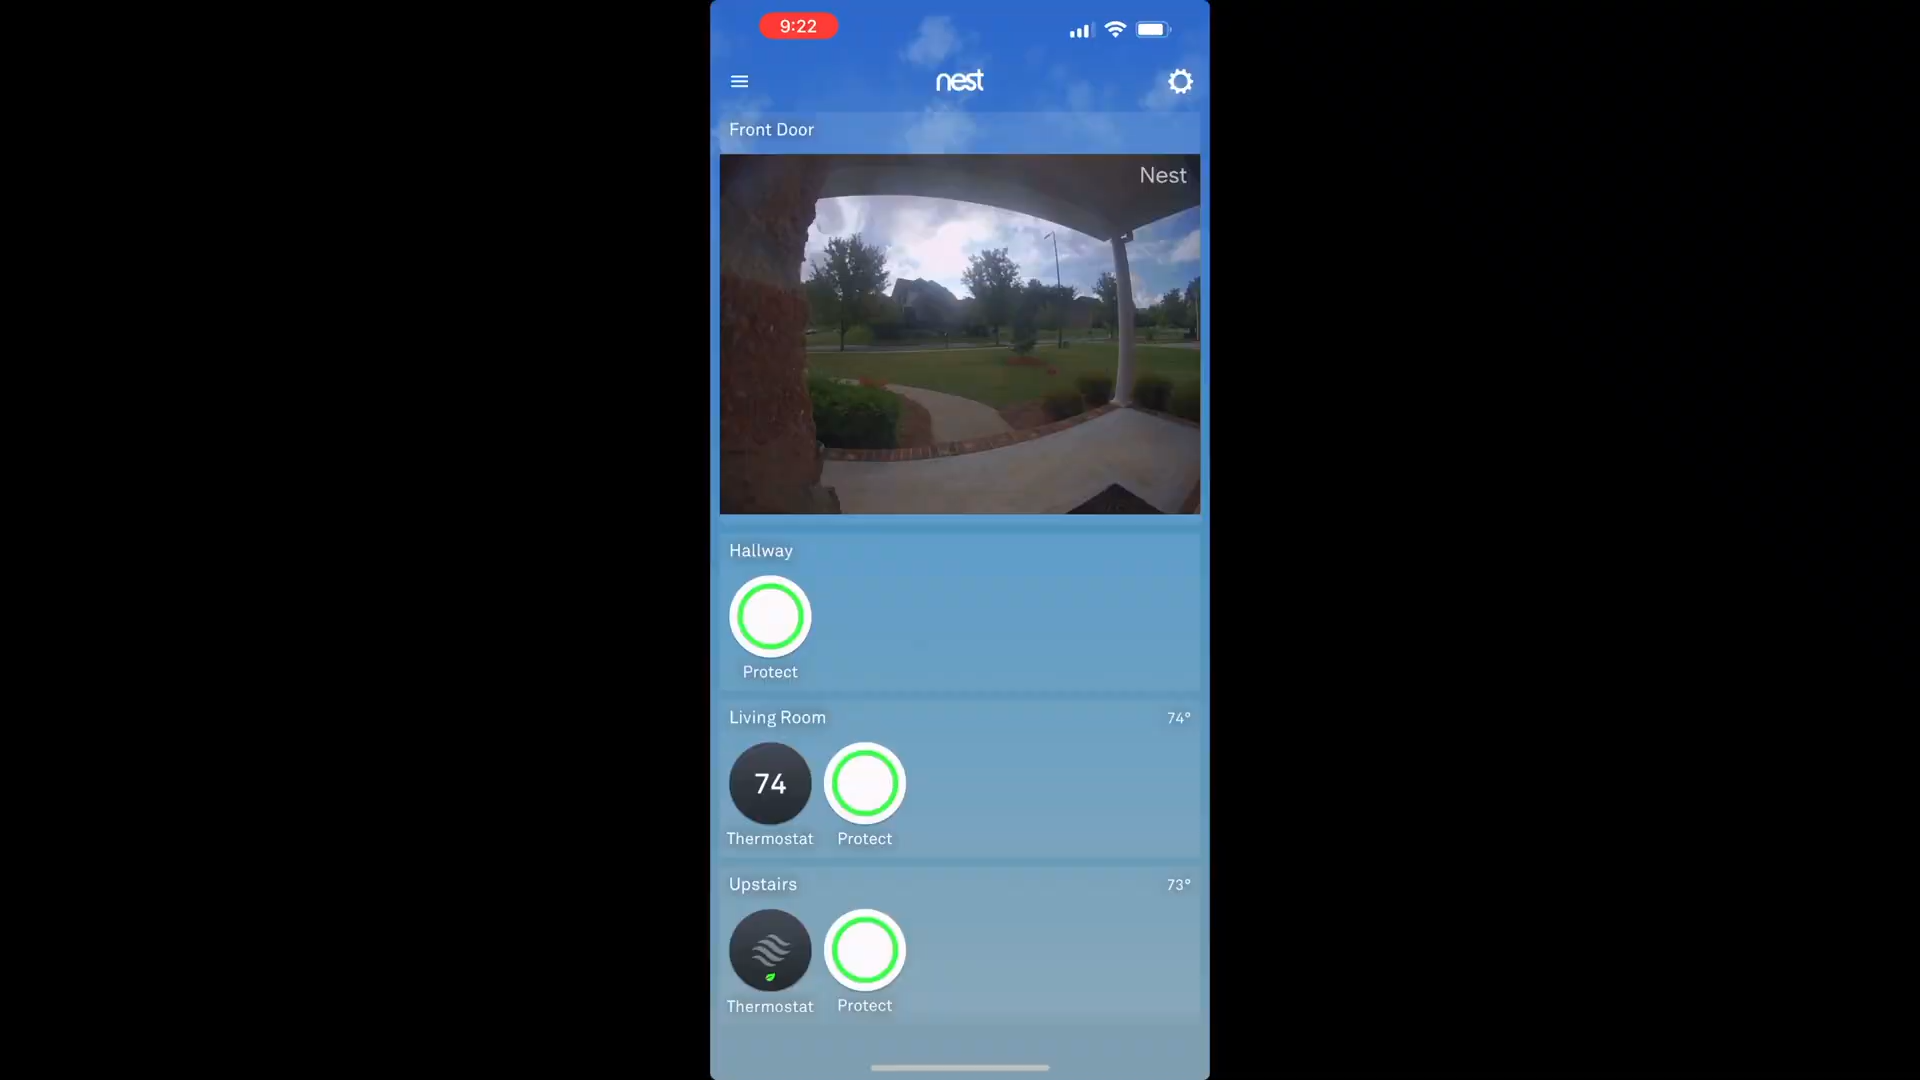 9:22
nest
Front Door
Nest
Hallway
Protect
Living Room 74°
74
Thermostat Protect
Upstairs 73°
Thermostat Protect